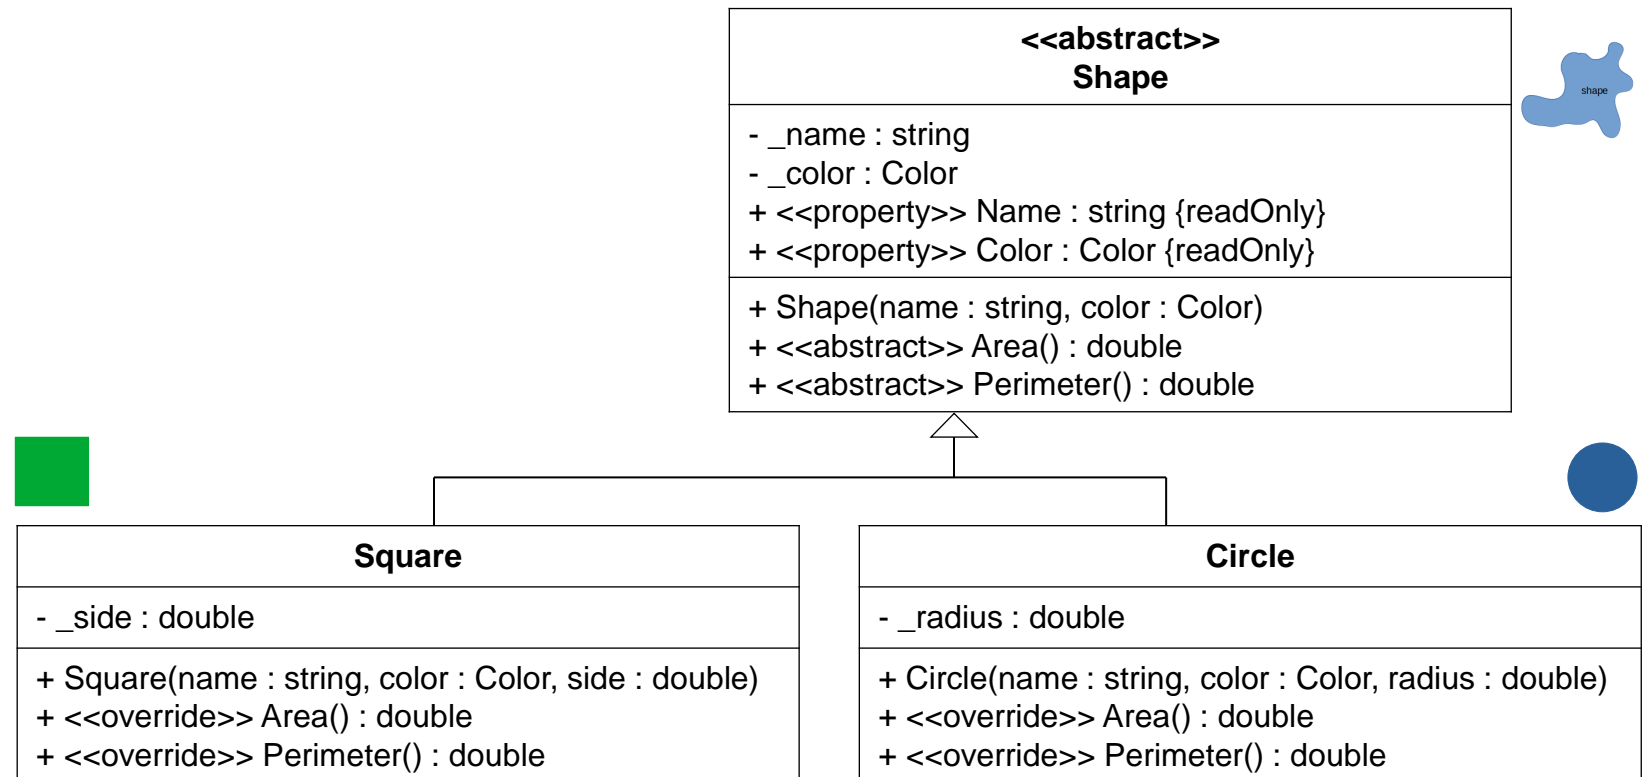 <<abstract>>
Shape
shape
- _name : string
- _color : Color
+ <<property>> Name : string {readOnly}
+ <<property>> Color : Color {readOnly}
+ Shape(name : string, color : Color)
+ <<abstract>> Area() : double
+ <<abstract>> Perimeter() : double
Square
- _side : double
+ Square(name : string, color : Color, side : double)
+ <<override>> Area() : double
+ <<override>> Perimeter() : double
Circle
- _radius : double
+ Circle(name : string, color : Color, radius : double)
+ <<override>> Area() : double
+ <<override>> Perimeter() : double